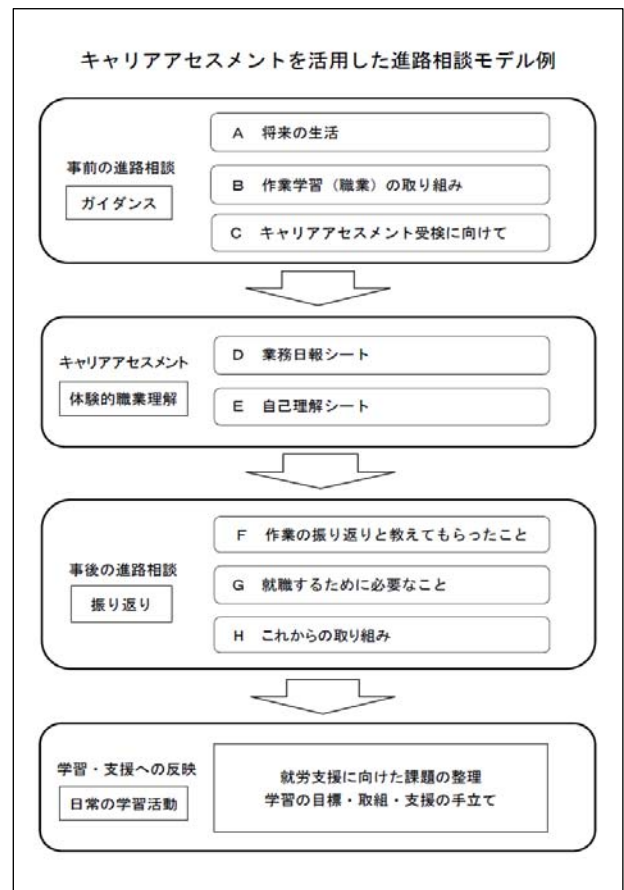 キャリアアセスメントを活用した進路相談モデル例
事前の進路相談
ガイダンス
A 将来の生活
B 作業学習（職業）の取り組み
C キャリアアセスメント受検に向けて
キャリアアセスメント
体験的職業理解
D 業務日報シート
E 自己理解シート
事後の進路相談
振り返り
F 作業の振り返りと教えてもらったこと
G 就職するために必要なこと
H これからの取り組み
学習・支援への反映
日常の学習活動
就労支援に向けた課題の整理
学習の目標・取組・支援の手立て